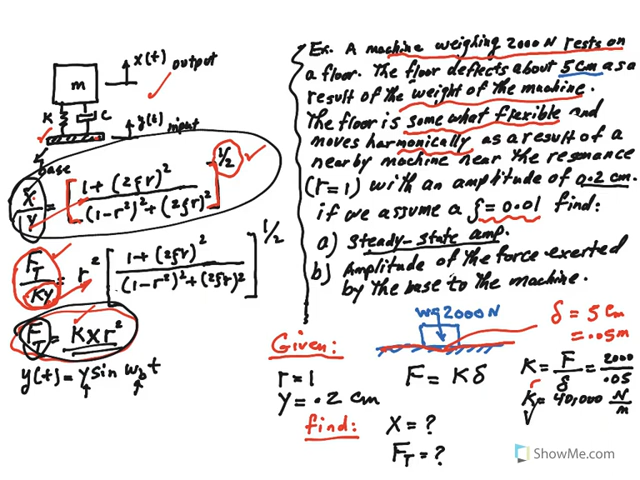 x(t)
output
m
K
C
y(t) input
base
X/Y = [ (1 + (2ξr)²) / ((1-r²)² + (2ξr)²) ]^1/2
F_T/KY = r² [ (1 + (2ξr)²) / ((1-r²)² + (2ξr)²) ]^1/2
F_T = K X r²
y(t) = Y sin w_b t
Ex. A machine weighing 2000 N rests on
a floor. The floor deflects about 5 cm as a
result of the weight of the machine.
The floor is some what flexible and
moves harmonically as a result of a
nearby machine near the resonance
(r=1) with an amplitude of 0.2 cm.
if we assume a ξ = 0.01 find:
a) Steady-state amp.
b) Amplitude of the force exerted
by the base to the machine.
Given:
r = 1
Y = .2 cm
find:
X = ?
F_T = ?
W=2000 N
F = Kδ
δ = 5 cm
= .05 m
K = F/δ = 2000/.05
K = 40,000 N/m
ShowMe.com